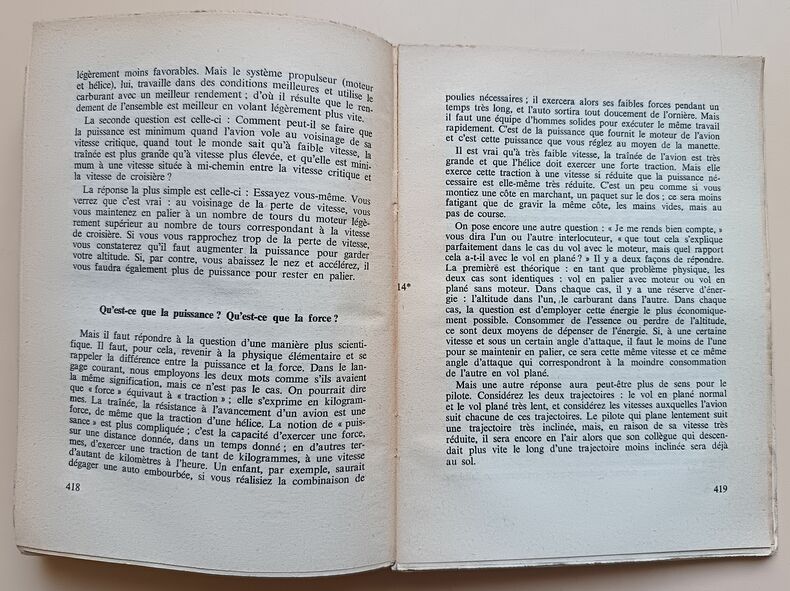 légèrement moins favorables. Mais le système propulseur (moteur
et hélice), lui, travaille dans des conditions meilleures et utilise le
carburant avec un meilleur rendement ; d'où il résulte que le ren-
dement de l'ensemble est meilleur en volant légèrement plus vite.
La seconde question est celle-ci : Comment peut-il se faire que
la puissance est minimum quand l'avion vole au voisinage de sa
vitesse critique, quand tout le monde sait qu'à faible vitesse, la
traînée est plus grande qu'à vitesse plus élevée, et qu'elle est mini-
mum à une vitesse située à mi-chemin entre la vitesse critique et
la vitesse de croisière ?
La réponse la plus simple est celle-ci : Essayez vous-même. Vous
verrez que c'est vrai : au voisinage de la perte de vitesse, vous
vous maintenez en palier à un nombre de tours du moteur légè-
rement supérieur au nombre de tours correspondant à la vitesse
de croisière. Si vous vous rapprochez trop de la perte de vitesse,
vous constaterez qu'il faut augmenter la puissance pour garder
votre altitude. Si, par contre, vous abaissez le nez et accélérez, il
vous faudra également plus de puissance pour rester en palier.
Qu'est-ce que la puissance ? Qu'est-ce que la force ?
Mais il faut répondre à la question d'une manière plus scienti-
fique. Il faut, pour cela, revenir à la physique élémentaire et se
rappeler la différence entre la puissance et la force. Dans le lan-
gage courant, nous employons les deux mots comme s'ils avaient
la même signification, mais ce n'est pas le cas. On pourrait dire
que « force » équivaut à « traction » ; elle s'exprime en kilogram-
mes. La traînée, la résistance à l'avancement d'un avion est une
force, de même que la traction d'une hélice. La notion de « puis-
sance » est plus compliquée ; c'est la capacité d'exercer une force,
sur une distance donnée, dans un temps donné ; en d'autres ter-
mes, d'exercer une traction de tant de kilogrammes, à une vitesse
d'autant de kilomètres à l'heure. Un enfant, par exemple, saurait
dégager une auto embourbée, si vous réalisiez la combinaison de
418
14*
poulies nécessaires ; il exercera alors ses faibles forces pendant un
temps très long, et l'auto sortira tout doucement de l'ornière. Mais
il faut une équipe d'hommes solides pour exécuter le même travail
rapidement. C'est de la puissance que fournit le moteur de l'avion
et c'est cette puissance que vous réglez au moyen de la manette.
Il est vrai qu'à très faible vitesse, la traînée de l'avion est très
grande et que l'hélice doit exercer une forte traction. Mais elle
exerce cette traction à une vitesse si réduite que la puissance né-
cessaire est elle-même très réduite. C'est un peu comme si vous
montiez une côte en marchant, un paquet sur le dos ; ce sera moins
fatigant que de gravir la même côte, les mains vides, mais au
pas de course.
On pose encore une autre question : « Je me rends bien compte, »
vous dira l'un ou l'autre interlocuteur, « que tout cela s'explique
parfaitement dans le cas du vol avec le moteur, mais quel rapport
cela a-t-il avec le vol en plané ? » Il y a deux façons de répondre.
La première est théorique : en tant que problème physique, les
deux cas sont identiques : vol en palier avec moteur ou vol en
plané sans moteur. Dans chaque cas, il y a une réserve d'éner-
gie : l'altitude dans l'un, le carburant dans l'autre. Dans chaque
cas, la question est d'employer cette énergie le plus économique-
ment possible. Consommer de l'essence ou perdre de l'altitude,
ce sont deux moyens de dépenser de l'énergie. Si, à une certaine
vitesse et sous un certain angle d'attaque, il faut le moins de l'une
pour se maintenir en palier, ce sera cette même vitesse et ce même
angle d'attaque qui correspondront à la moindre consommation
de l'autre en vol plané.
Mais une autre réponse aura peut-être plus de sens pour le
pilote. Considérez les deux trajectoires : le vol en plané normal
et le vol plané très lent, et considérez les vitesses auxquelles l'avion
suit chacune de ces trajectoires. Le pilote qui plane lentement suit
une trajectoire très inclinée, mais, en raison de sa vitesse très
réduite, il sera encore en l'air alors que son collègue qui descen-
dait plus vite le long d'une trajectoire moins inclinée sera déjà
au sol.
419